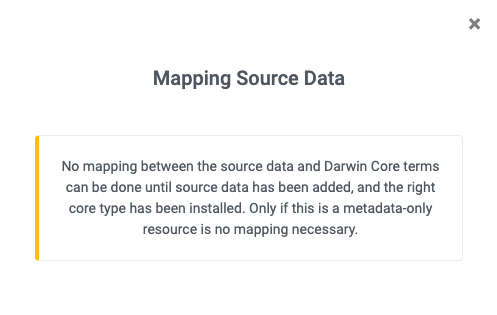 Mapping Source Data
No mapping between the source data and Darwin Core terms
can be done until source data has been added, and the right
core type has been installed. Only if this is a metadata-only
resource is no mapping necessary.